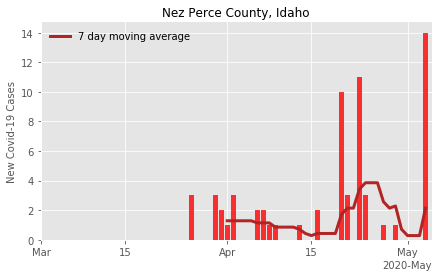 Nez Perce County, Idaho
7 day moving average
New Covid-19 Cases
14
12
10
8
6
4
2
0
Mar 15 Apr 15 May
2020-May